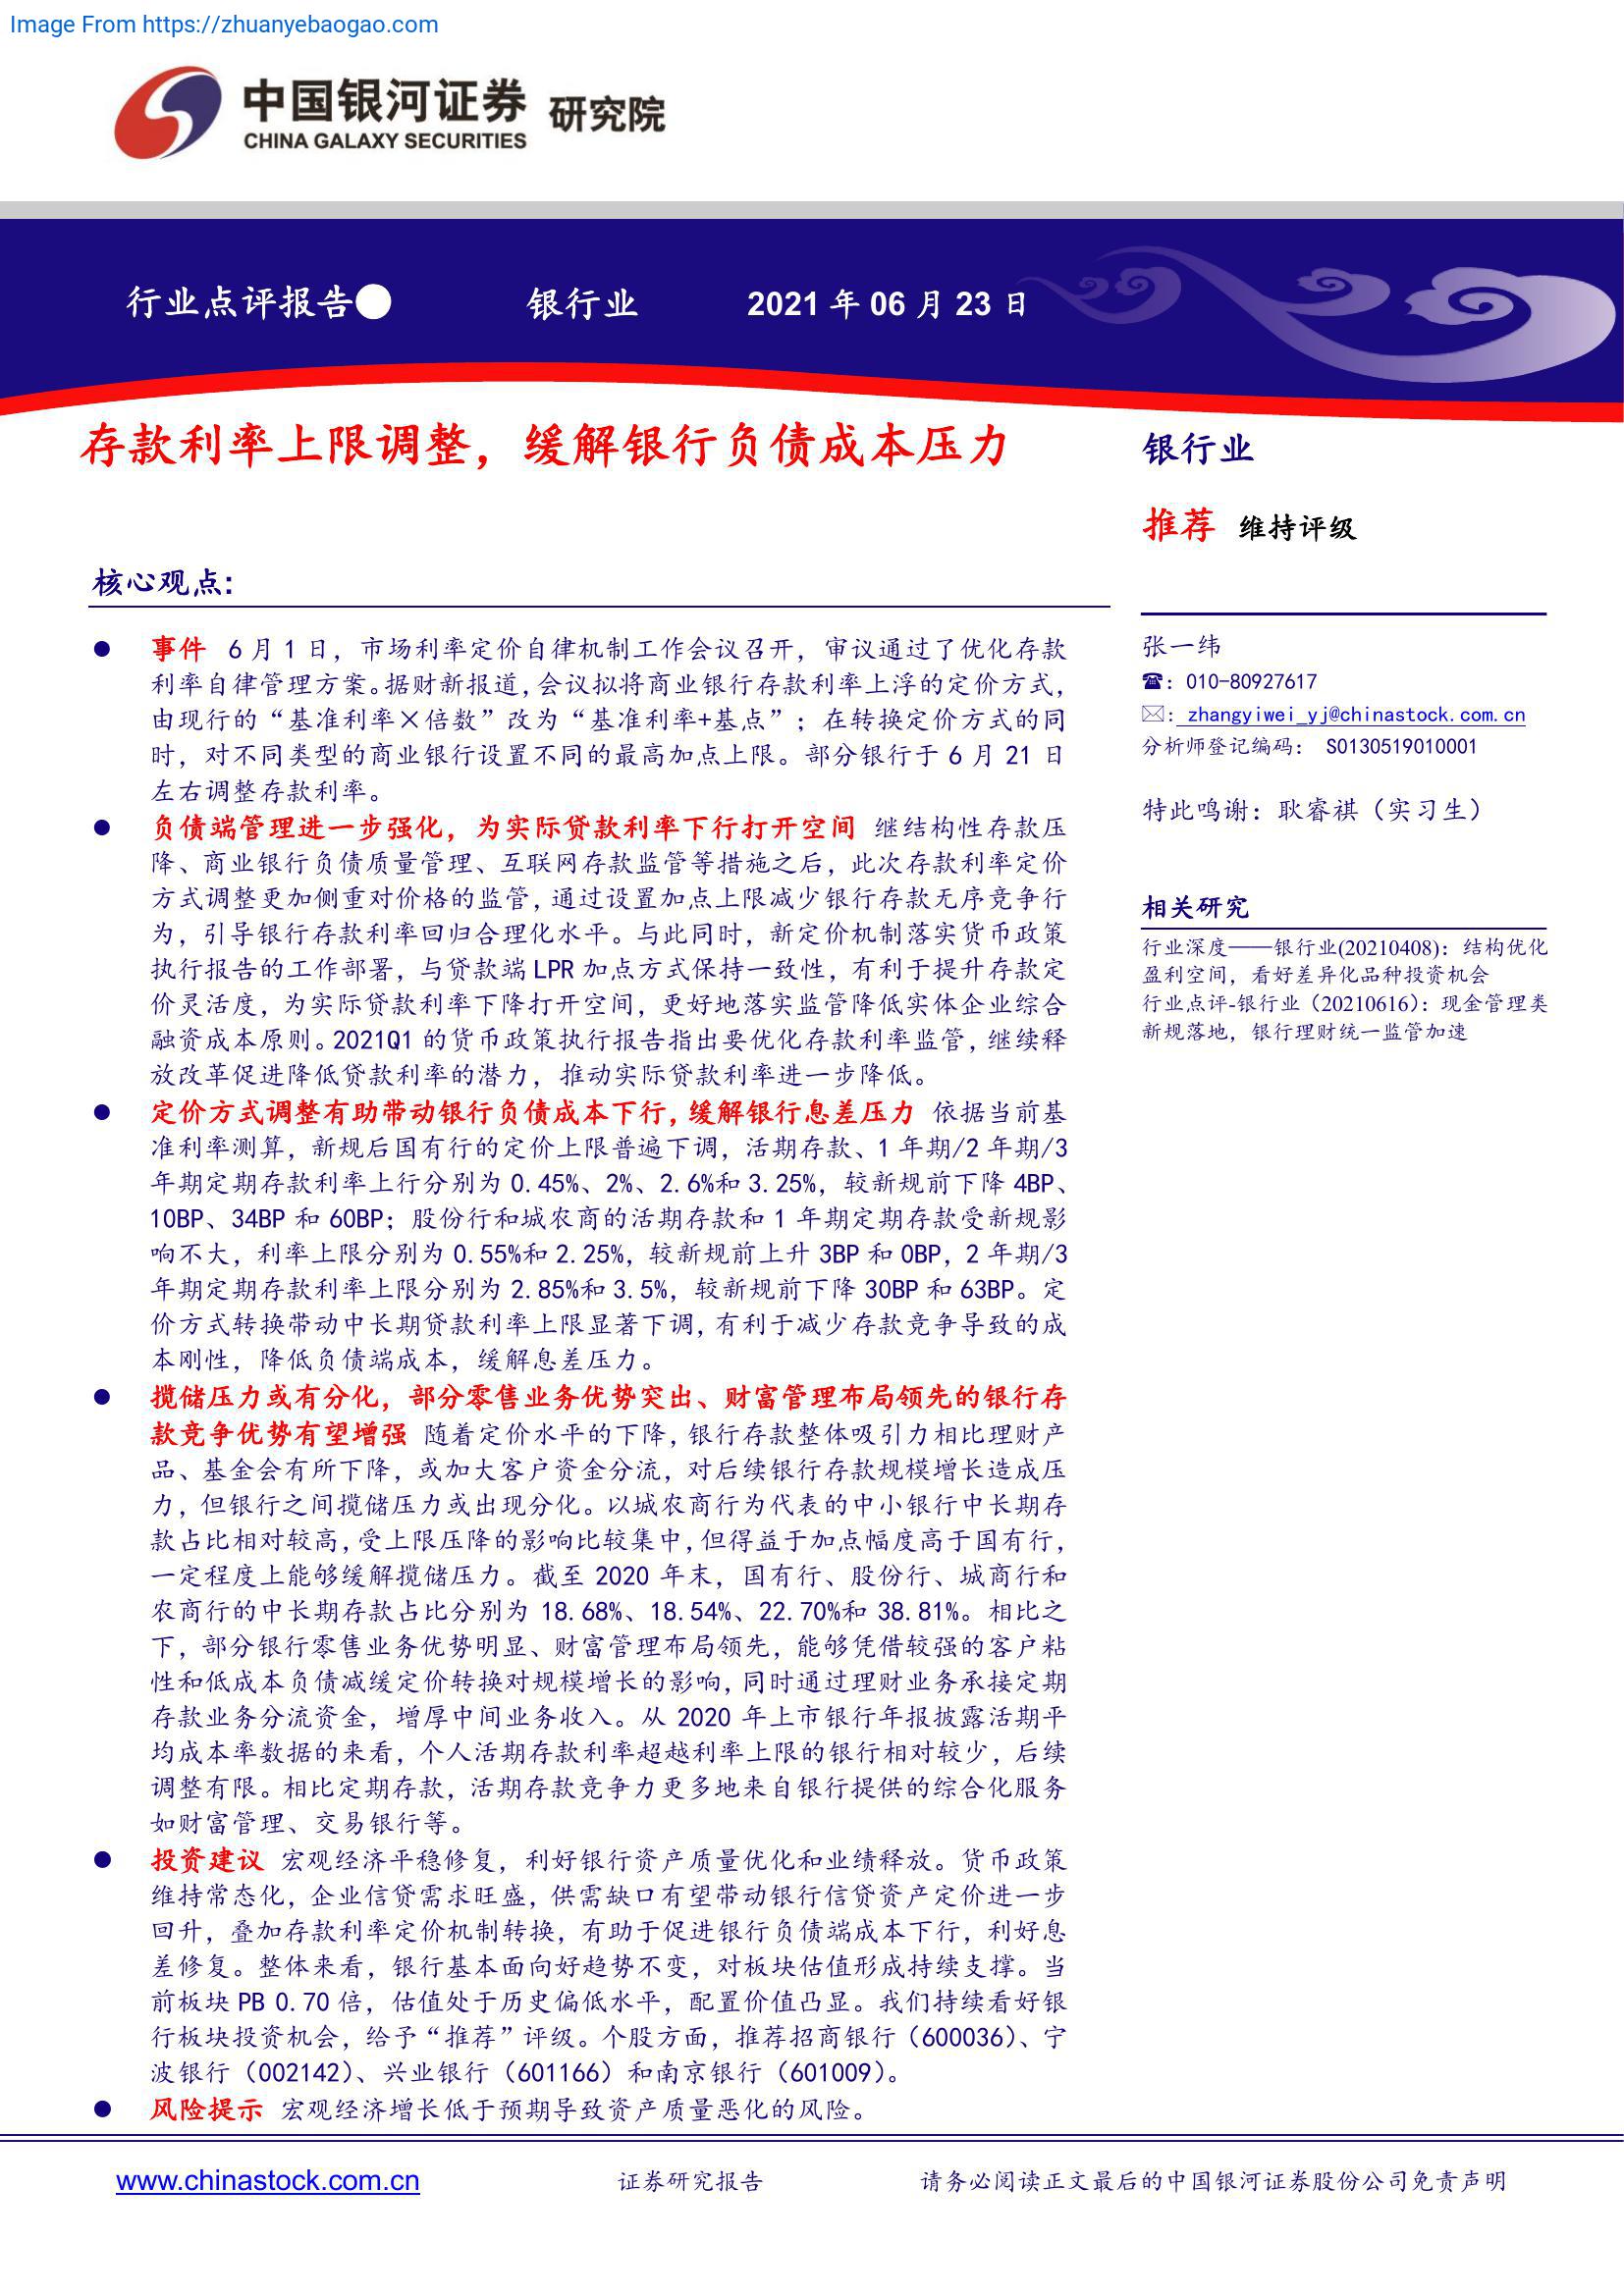 Image From https://zhuanyebaogao.com
中国银河证券 研究院
CHINA GALAXY SECURITIES
行业点评报告● 银行业 2021 年 06 月 23 日
存款利率上限调整，缓解银行负债成本压力
核心观点:
● 事件 6 月 1 日，市场利率定价自律机制工作会议召开，审议通过了优化存款
利率自律管理方案。据财新报道，会议拟将商业银行存款利率上浮的定价方式，
由现行的“基准利率×倍数”改为“基准利率+基点”；在转换定价方式的同
时，对不同类型的商业银行设置不同的最高加点上限。部分银行于 6 月 21 日
左右调整存款利率。
● 负债端管理进一步强化，为实际贷款利率下行打开空间 继结构性存款压
降、商业银行负债质量管理、互联网存款监管等措施之后，此次存款利率定价
方式调整更加侧重对价格的监管，通过设置加点上限减少银行存款无序竞争行
为，引导银行存款利率回归合理化水平。与此同时，新定价机制落实货币政策
执行报告的工作部署，与贷款端 LPR 加点方式保持一致性，有利于提升存款定
价灵活度，为实际贷款利率下降打开空间，更好地落实监管降低实体企业综合
融资成本原则。2021Q1 的货币政策执行报告指出要优化存款利率监管，继续释
放改革促进降低贷款利率的潜力，推动实际贷款利率进一步降低。
● 定价方式调整有助带动银行负债成本下行，缓解银行息差压力 依据当前基
准利率测算，新规后国有行的定价上限普遍下调，活期存款、1 年期/2 年期/3
年期定期存款利率上行分别为 0.45%、2%、2.6%和 3.25%，较新规前下降 4BP、
10BP、34BP 和 60BP；股份行和城农商的活期存款和 1 年期定期存款受新规影
响不大，利率上限分别为 0.55%和 2.25%，较新规前上升 3BP 和 0BP，2 年期/3
年期定期存款利率上限分别为 2.85%和 3.5%，较新规前下降 30BP 和 63BP。定
价方式转换带动中长期贷款利率上限显著下调，有利于减少存款竞争导致的成
本刚性，降低负债端成本，缓解息差压力。
● 揽储压力或有分化，部分零售业务优势突出、财富管理布局领先的银行存
款竞争优势有望增强 随着定价水平的下降，银行存款整体吸引力相比理财产
品、基金会有所下降，或加大客户资金分流，对后续银行存款规模增长造成压
力，但银行之间揽储压力或出现分化。以城农商行为代表的中小银行中长期存
款占比相对较高，受上限压降的影响比较集中，但得益于加点幅度高于国有行，
一定程度上能够缓解揽储压力。截至 2020 年末，国有行、股份行、城商行和
农商行的中长期存款占比分别为 18.68%、18.54%、22.70%和 38.81%。相比之
下，部分银行零售业务优势明显、财富管理布局领先，能够凭借较强的客户粘
性和低成本负债减缓定价转换对规模增长的影响，同时通过理财业务承接定期
存款业务分流资金，增厚中间业务收入。从 2020 年上市银行年报披露活期平
均成本率数据的来看，个人活期存款利率超越利率上限的银行相对较少，后续
调整有限。相比定期存款，活期存款竞争力更多地来自银行提供的综合化服务
如财富管理、交易银行等。
● 投资建议 宏观经济平稳修复，利好银行资产质量优化和业绩释放。货币政策
维持常态化，企业信贷需求旺盛，供需缺口有望带动银行信贷资产定价进一步
回升，叠加存款利率定价机制转换，有助于促进银行负债端成本下行，利好息
差修复。整体来看，银行基本面向好趋势不变，对板块估值形成持续支撑。当
前板块 PB 0.70 倍，估值处于历史偏低水平，配置价值凸显。我们持续看好银
行板块投资机会，给予“推荐”评级。个股方面，推荐招商银行（600036）、宁
波银行（002142）、兴业银行（601166）和南京银行（601009）。
● 风险提示 宏观经济增长低于预期导致资产质量恶化的风险。
银行业
推荐 维持评级
张一纬
☎：010-80927617
✉：zhangyiwei_yj@chinastock.com.cn
分析师登记编码： S0130519010001
特此鸣谢：耿睿祺（实习生）
相关研究
行业深度——银行业(20210408)：结构优化
盈利空间，看好差异化品种投资机会
行业点评-银行业（20210616）：现金管理类
新规落地，银行理财统一监管加速
www.chinastock.com.cn 证券研究报告 请务必阅读正文最后的中国银河证券股份公司免责声明